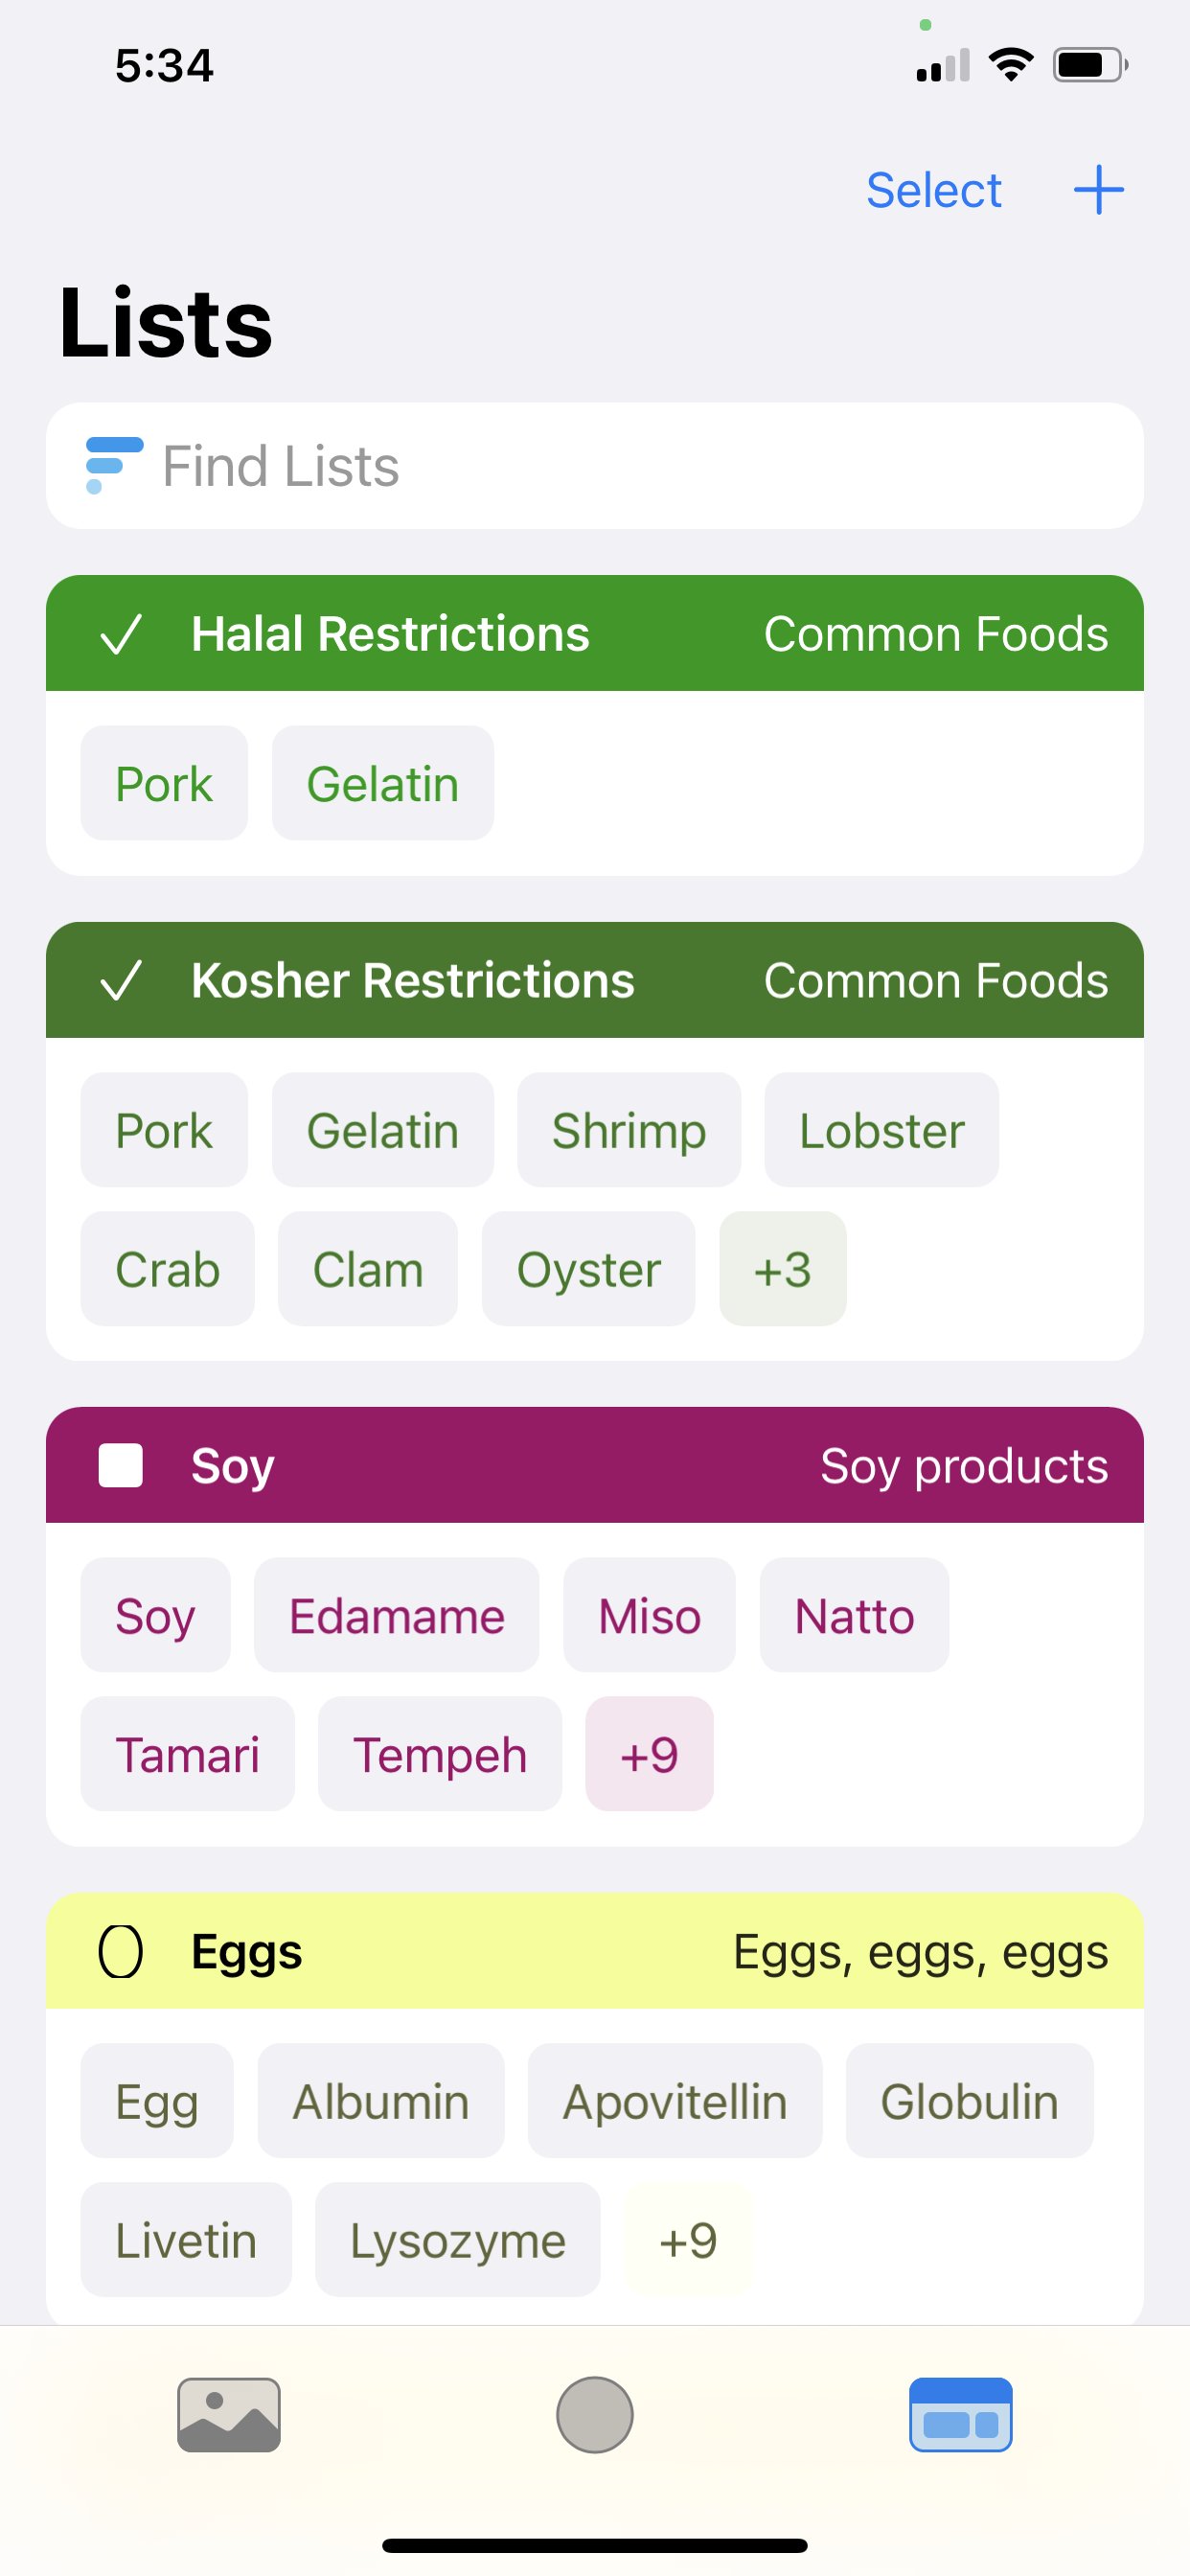 5:34
Select
Lists
Find Lists
Halal Restrictions Common Foods
Pork Gelatin
Kosher Restrictions Common Foods
Pork Gelatin Shrimp Lobster
Crab Clam Oyster +3
Soy Soy products
Soy Edamame Miso Natto
Tamari Tempeh +9
Eggs Eggs, eggs, eggs
Egg Albumin Apovitellin Globulin
Livetin Lysozyme +9